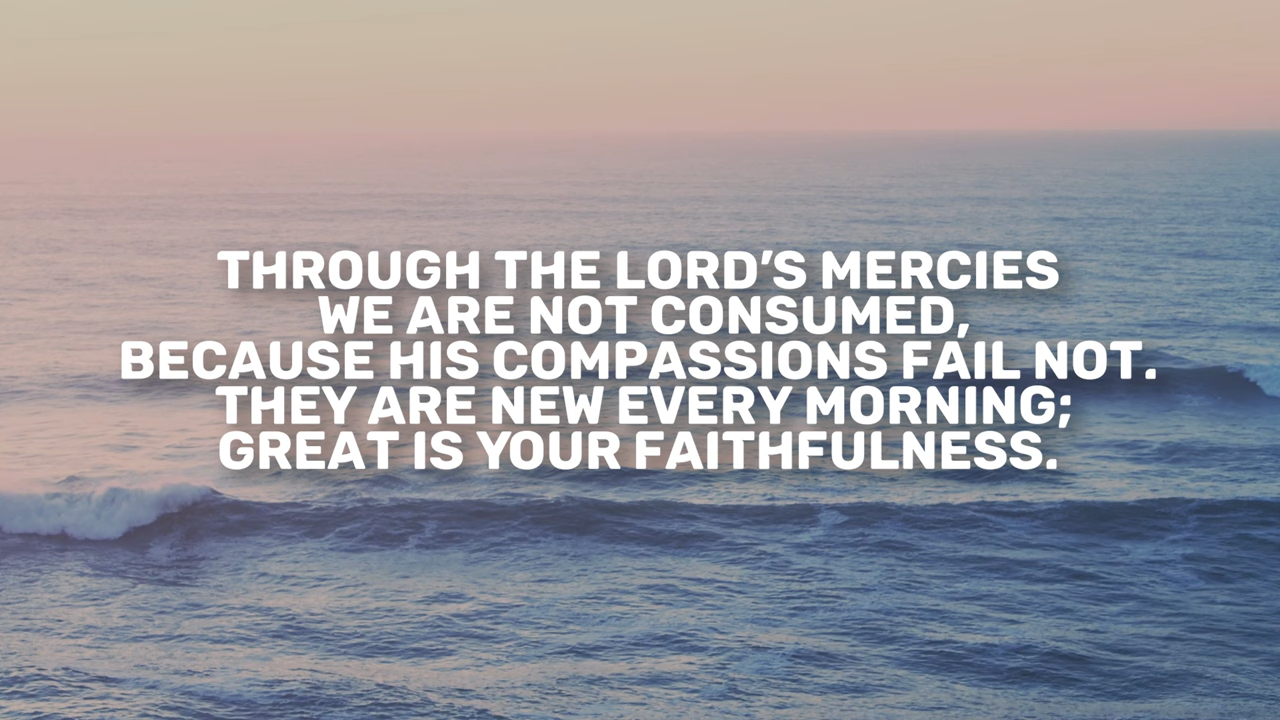 THROUGH THE LORD’S MERCIES
WE ARE NOT CONSUMED,
BECAUSE HIS COMPASSIONS FAIL NOT.
THEY ARE NEW EVERY MORNING;
GREAT IS YOUR FAITHFULNESS.